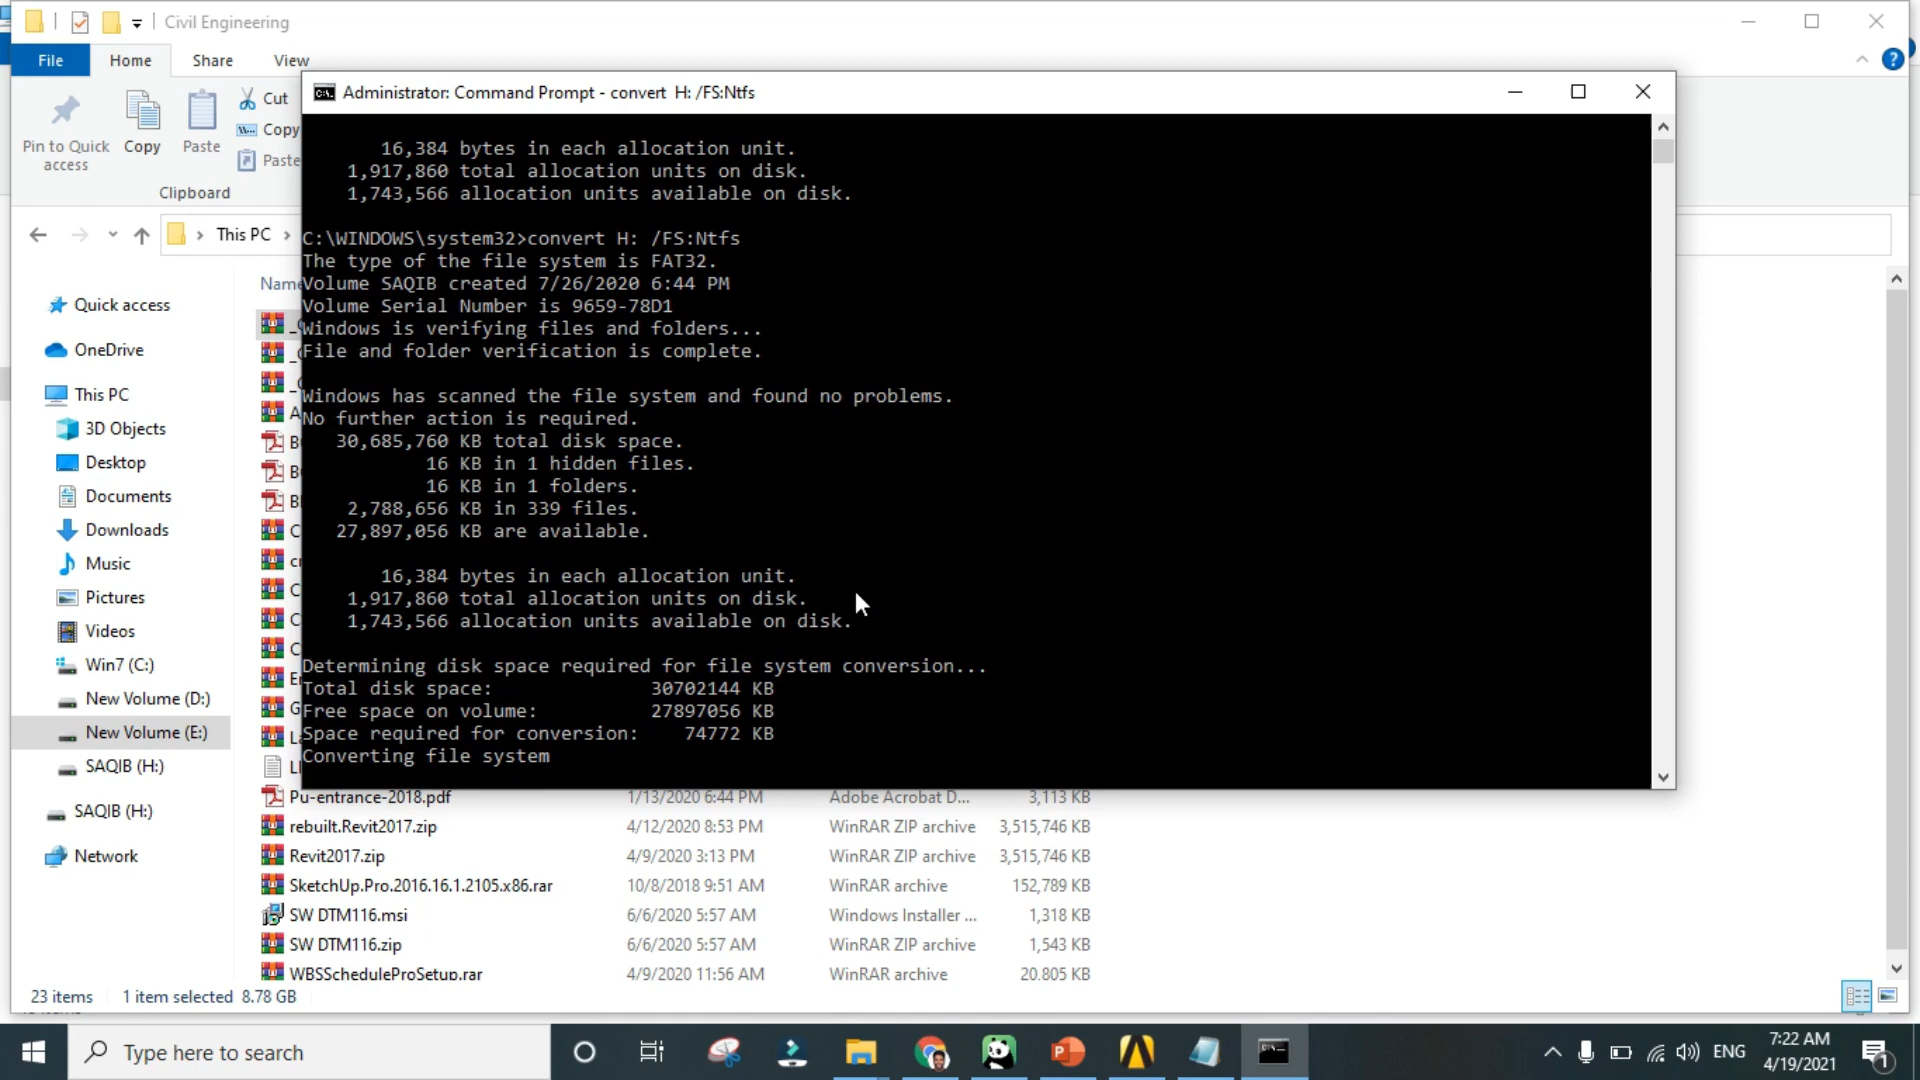 Civil Engineering
File Home Share View
Administrator: Command Prompt - convert  H: /FS:Ntfs
Pin to Quick access
Copy
Paste
Cut
Copy
Paste
Clipboard
This PC
16,384 bytes in each allocation unit.
1,917,860 total allocation units on disk.
1,743,566 allocation units available on disk.
C:\WINDOWS\system32>convert H: /FS:Ntfs
The type of the file system is FAT32.
Volume SAQIB created 7/26/2020 6:44 PM
Volume Serial Number is 9659-78D1
Windows is verifying files and folders...
File and folder verification is complete.
Windows has scanned the file system and found no problems.
No further action is required.
30,685,760 KB total disk space.
16 KB in 1 hidden files.
16 KB in 1 folders.
2,788,656 KB in 339 files.
27,897,056 KB are available.
16,384 bytes in each allocation unit.
1,917,860 total allocation units on disk.
1,743,566 allocation units available on disk.
Determining disk space required for file system conversion...
Total disk space: 30702144 KB
Free space on volume: 27897056 KB
Space required for conversion: 74772 KB
Converting file system
Quick access
OneDrive
This PC
3D Objects
Desktop
Documents
Downloads
Music
Pictures
Videos
Win7 (C:)
New Volume (D:)
New Volume (E:)
SAQIB (H:)
SAQIB (H:)
Network
Pu-entrance-2018.pdf 1/13/2020 6:44 PM Adobe Acrobat D... 3,113 KB
rebuilt.Revit2017.zip 4/12/2020 8:53 PM WinRAR ZIP archive 3,515,746 KB
Revit2017.zip 4/9/2020 3:13 PM WinRAR ZIP archive 3,515,746 KB
SketchUp.Pro.2016.16.1.2105.x86.rar 10/8/2018 9:51 AM WinRAR archive 152,789 KB
SW DTM116.msi 6/6/2020 5:57 AM Windows Installer ... 1,318 KB
SW DTM116.zip 6/6/2020 5:57 AM WinRAR ZIP archive 1,543 KB
WBSScheduleProSetup.rar 4/9/2020 11:56 AM WinRAR archive 20,805 KB
23 items 1 item selected 8.78 GB
Type here to search
ENG
7:22 AM
4/19/2021
1